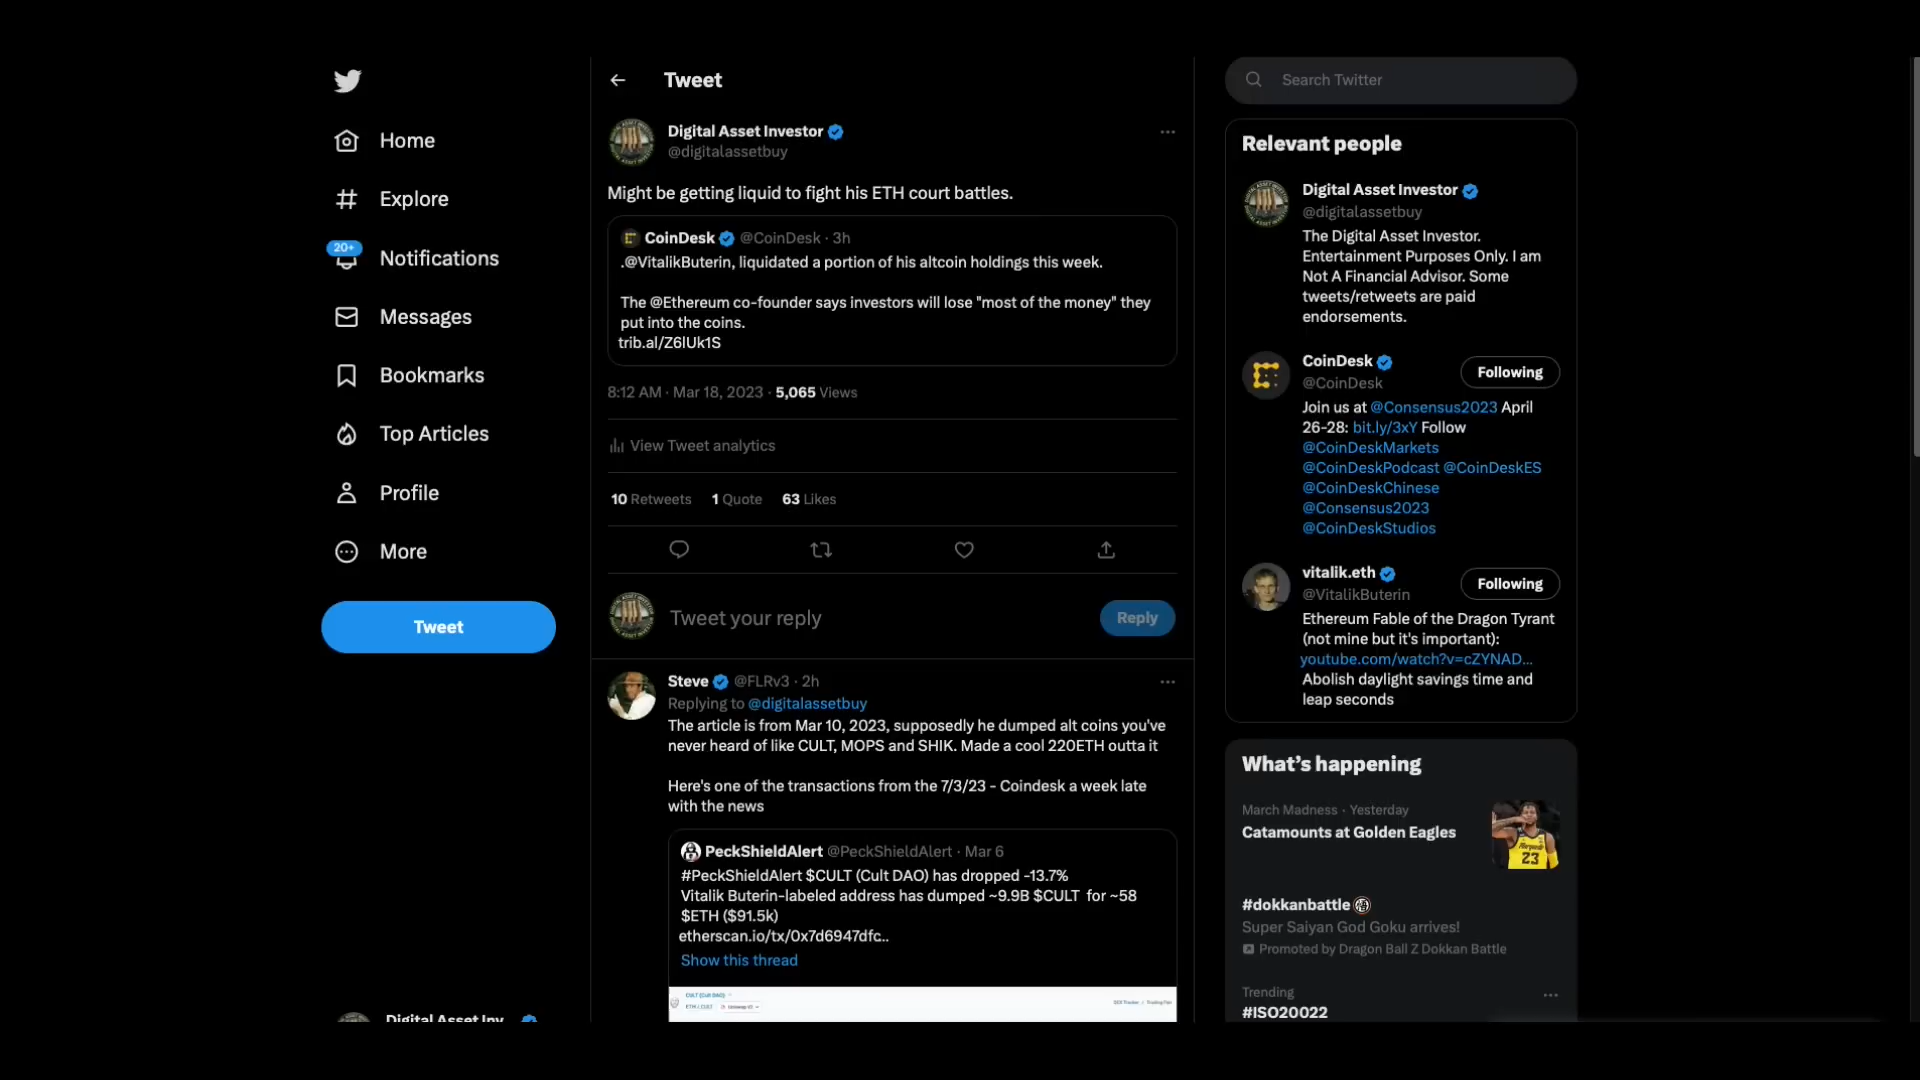 Home
Explore
20+
Notifications
Messages
Bookmarks
Top Articles
Profile
More
Tweet
Digital Asset Inv
Tweet
Digital Asset Investor
@digitalassetbuy
Might be getting liquid to fight his ETH court battles.
CoinDesk @CoinDesk · 3h
.@VitalikButerin, liquidated a portion of his altcoin holdings this week.
The @Ethereum co-founder says investors will lose "most of the money" they
put into the coins.
trib.al/Z6lUk1S
8:12 AM · Mar 18, 2023 · 5,065 Views
View Tweet analytics
10 Retweets 1 Quote 63 Likes
Tweet your reply
Reply
Steve @FLRv3 · 2h
Replying to @digitalassetbuy
The article is from Mar 10, 2023, supposedly he dumped alt coins you've
never heard of like CULT, MOPS and SHIK. Made a cool 220ETH outta it
Here's one of the transactions from the 7/3/23 - Coindesk a week late
with the news
PeckShieldAlert @PeckShieldAlert · Mar 6
#PeckShieldAlert $CULT (Cult DAO) has dropped -13.7%
Vitalik Buterin-labeled address has dumped ~9.9B $CULT for ~58
$ETH ($91.5k)
etherscan.io/tx/0x7d6947dfc...
Show this thread
CULT (Cult DAO)
ETH / CULT
Search Twitter
Relevant people
Digital Asset Investor
@digitalassetbuy
The Digital Asset Investor.
Entertainment Purposes Only. I am
Not A Financial Advisor. Some
tweets/retweets are paid
endorsements.
CoinDesk
@CoinDesk
Following
Join us at @Consensus2023 April
26-28: bit.ly/3xY Follow
@CoinDeskMarkets
@CoinDeskPodcast @CoinDeskES
@CoinDeskChinese
@Consensus2023
@CoinDeskStudios
vitalik.eth
@VitalikButerin
Following
Ethereum Fable of the Dragon Tyrant
(not mine but it's important):
youtube.com/watch?v=cZYNAD...
Abolish daylight savings time and
leap seconds
What's happening
March Madness · Yesterday
Catamounts at Golden Eagles
23
#dokkanbattle
Super Saiyan God Goku arrives!
Promoted by Dragon Ball Z Dokkan Battle
Trending
#ISO20022